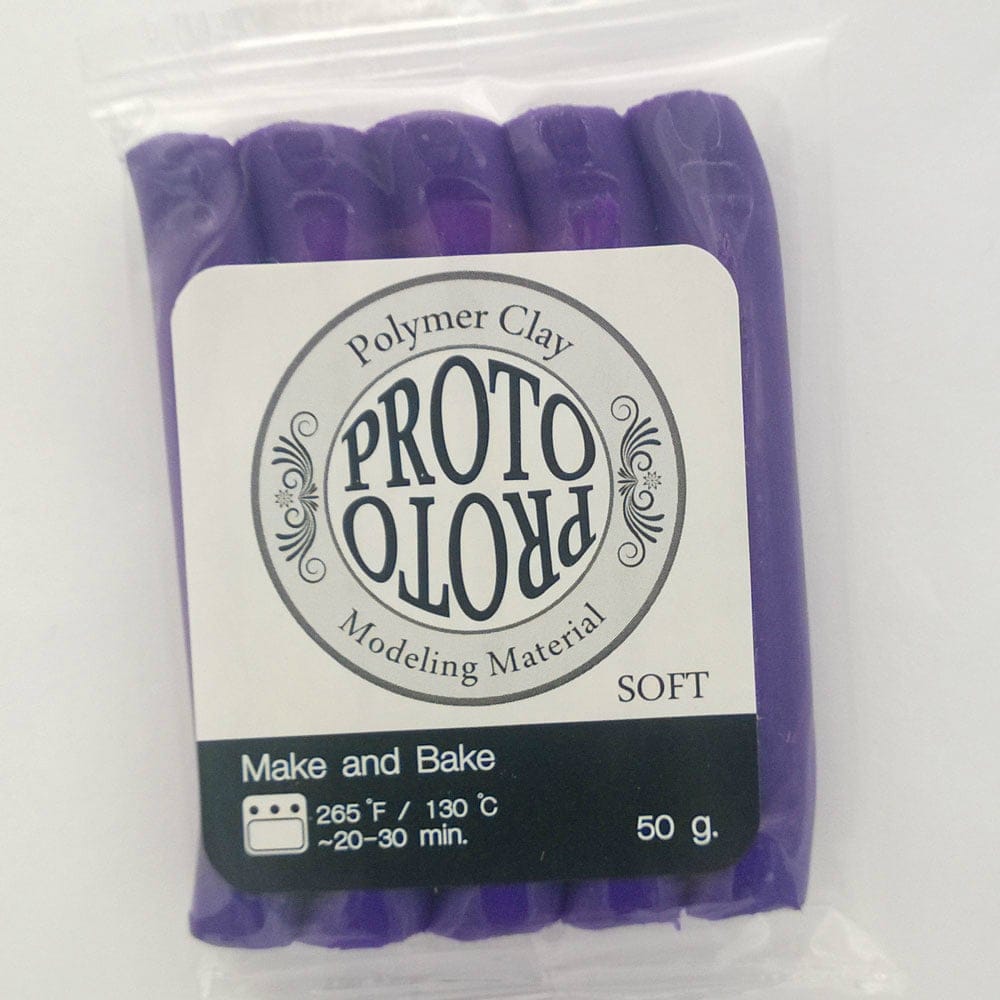 Polymer Clay
PROTO
PROTO
Modeling Material
SOFT
Make and Bake
265 °F / 130 °C
~20-30 min.
50 g.